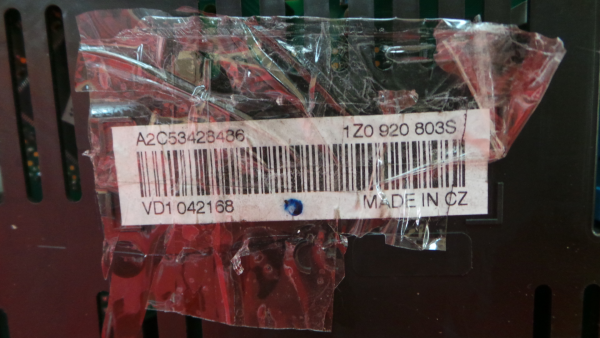 A2C53428486 1Z0 920 803S
VD1 042168 MADE IN CZ